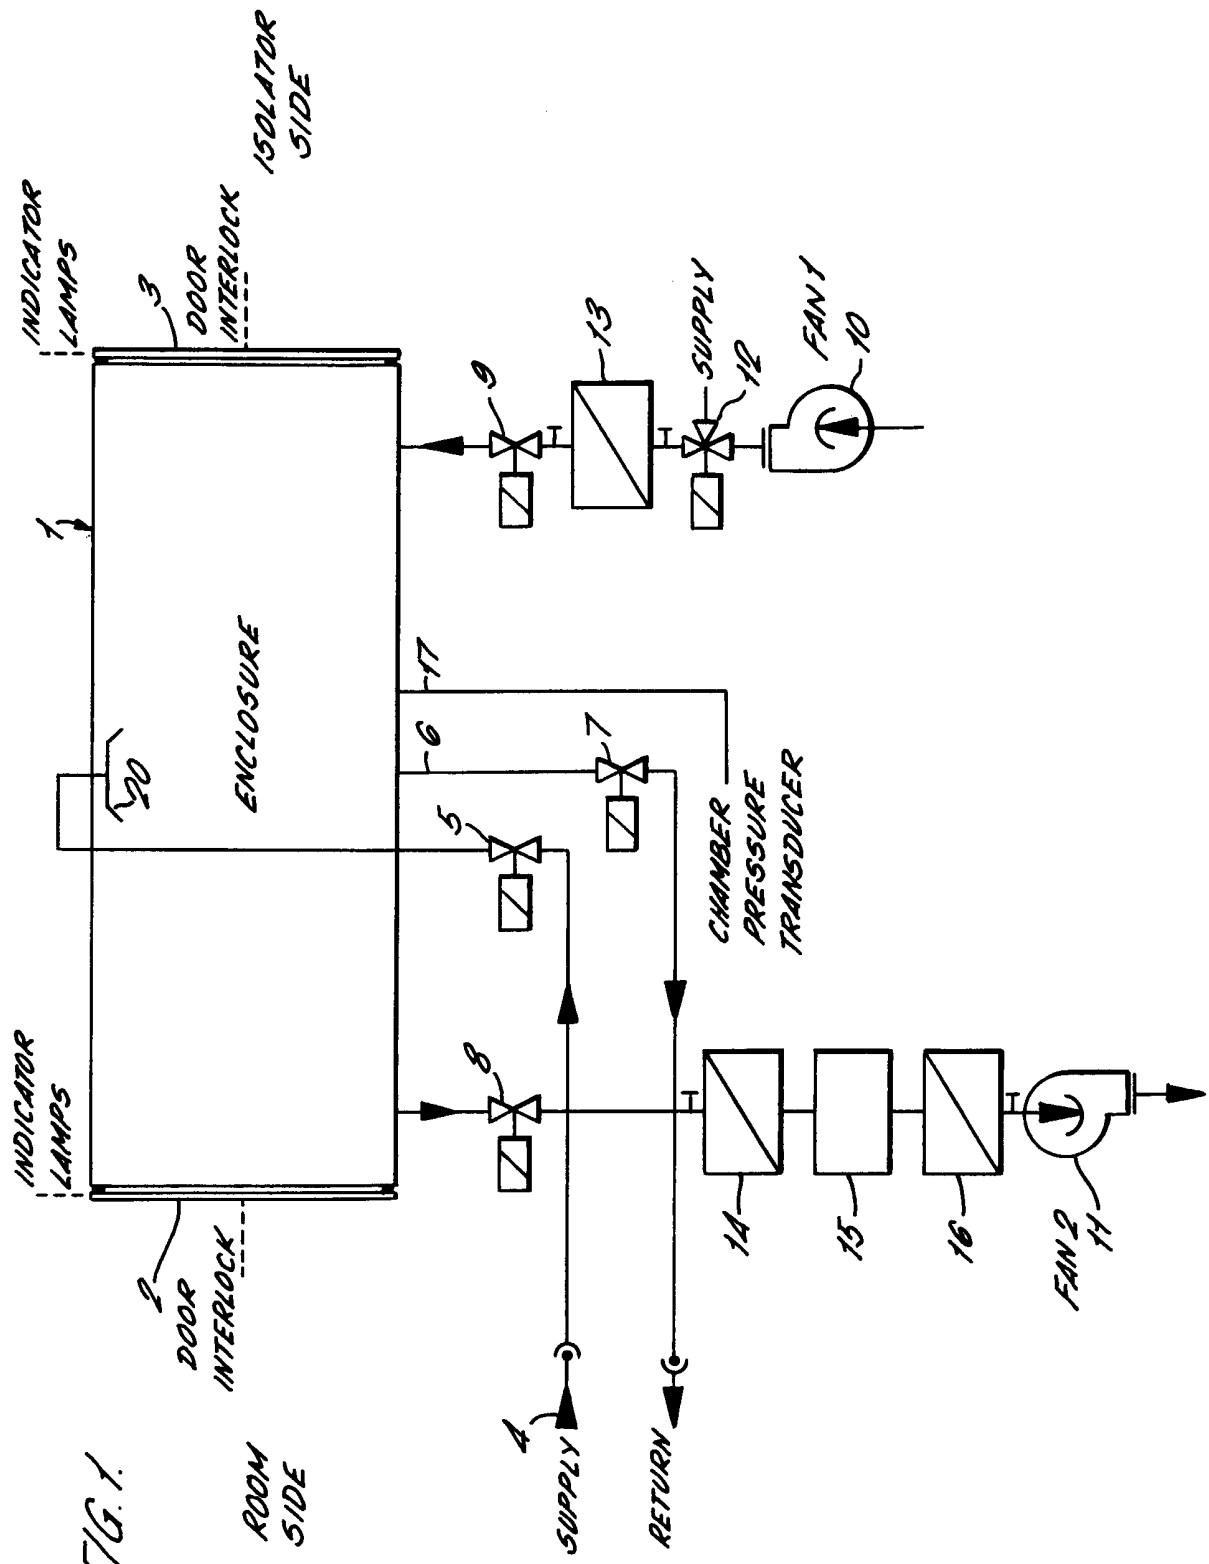 FIG. 1.
ROOM
SIDE
INDICATOR
LAMPS
2
DOOR
INTERLOCK
1
ENCLOSURE
20
INDICATOR
LAMPS
3
DOOR
INTERLOCK
ISOLATOR
SIDE
4
SUPPLY
RETURN
8
5
6
7
17
9
13
SUPPLY
12
FAN 1
10
CHAMBER
PRESSURE
TRANSDUCER
14
15
16
FAN 2
11